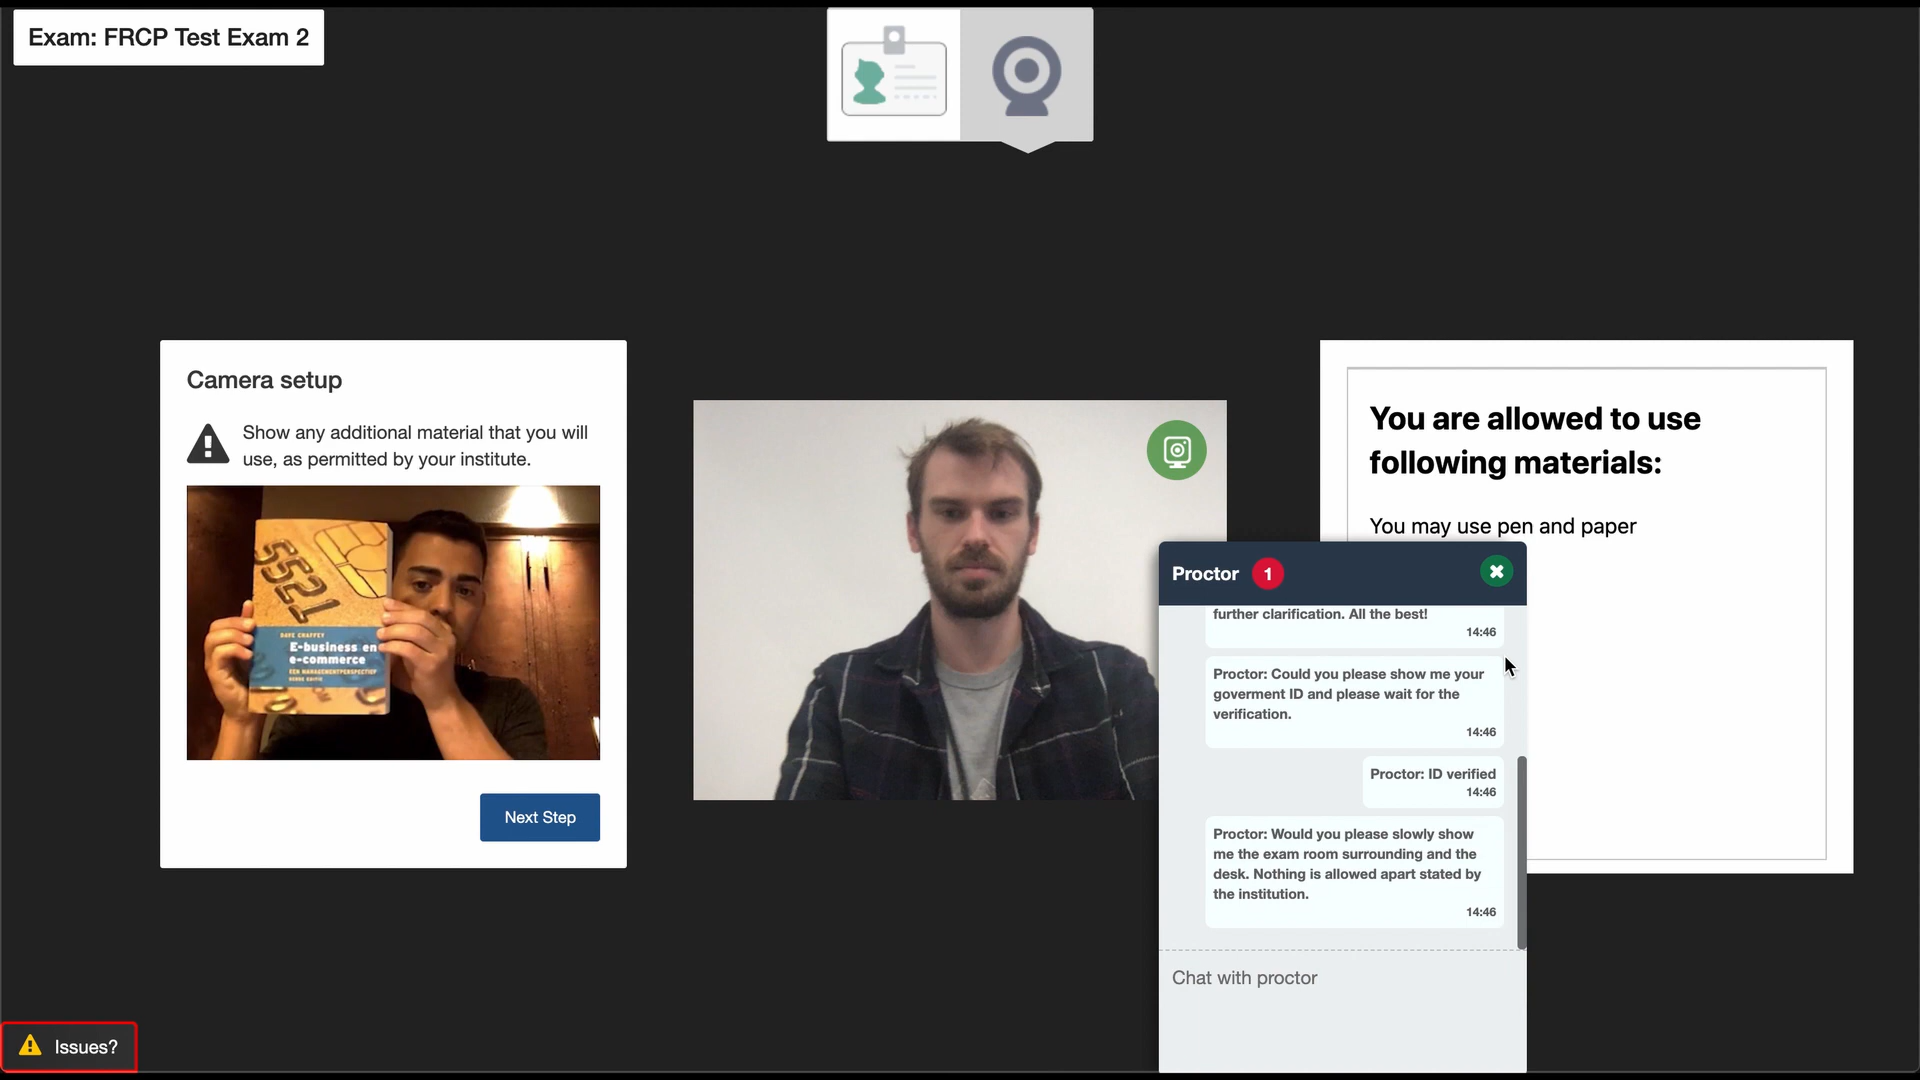 Exam: FRCP Test Exam 2
Camera setup
Show any additional material that you will
use, as permitted by your institute.
5521
DAVE CHAFFEY
E-business en
e-commerce
EEN MANAGEMENTPERSPECTIEF
Next Step
You are allowed to use
following materials:
You may use pen and paper
Proctor 1
further clarification. All the best!
14:46
Proctor: Could you please show me your
goverment ID and please wait for the
verification.
14:46
Proctor: ID verified
14:46
Proctor: Would you please slowly show
me the exam room surrounding and the
desk. Nothing is allowed apart stated by
the institution.
14:46
Chat with proctor
Issues?